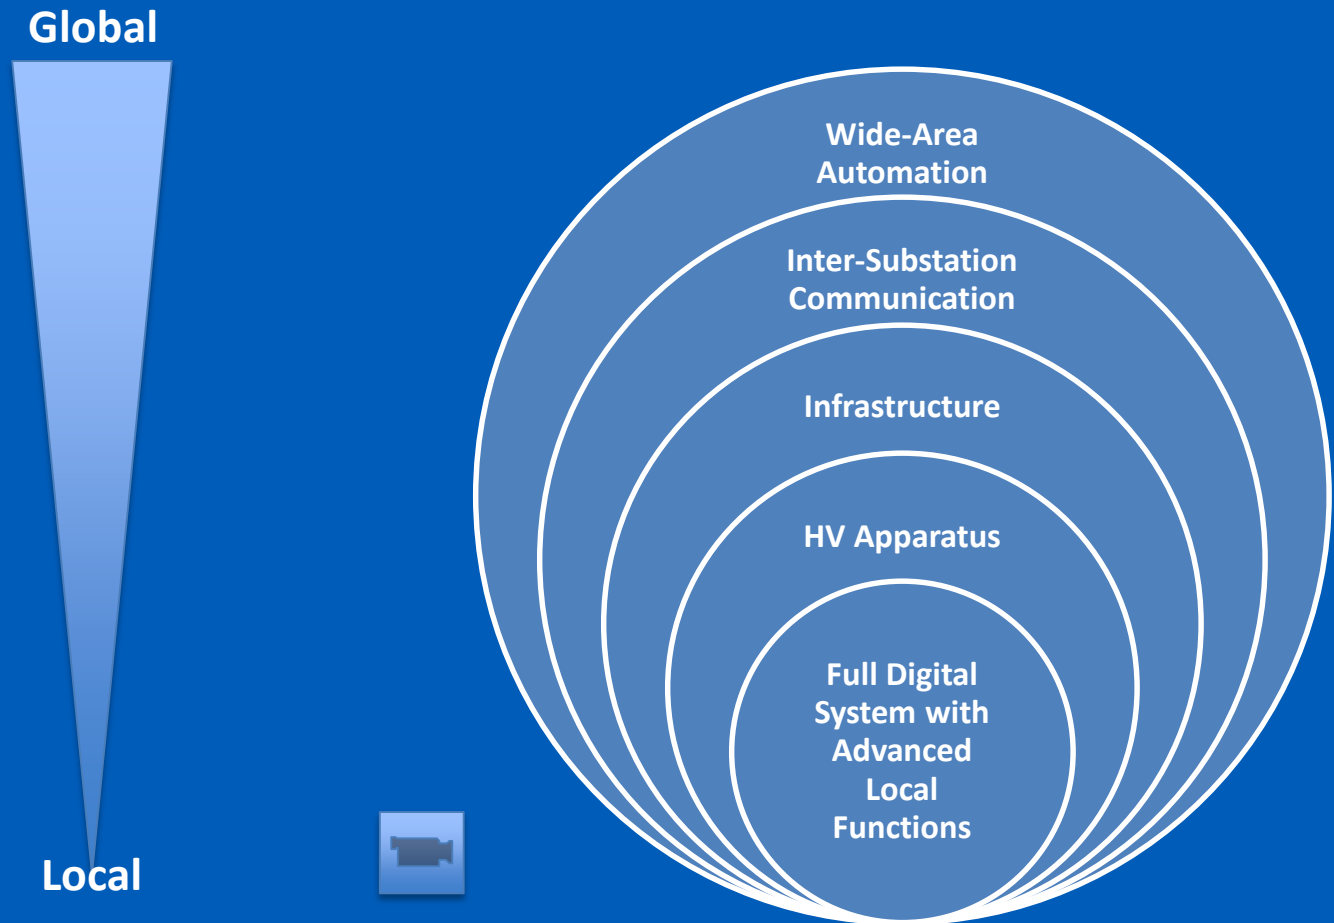 Global
Wide-Area
Automation
Inter-Substation
Communication
Infrastructure
HV Apparatus
Full Digital
System with
Advanced
Local
Functions
Local